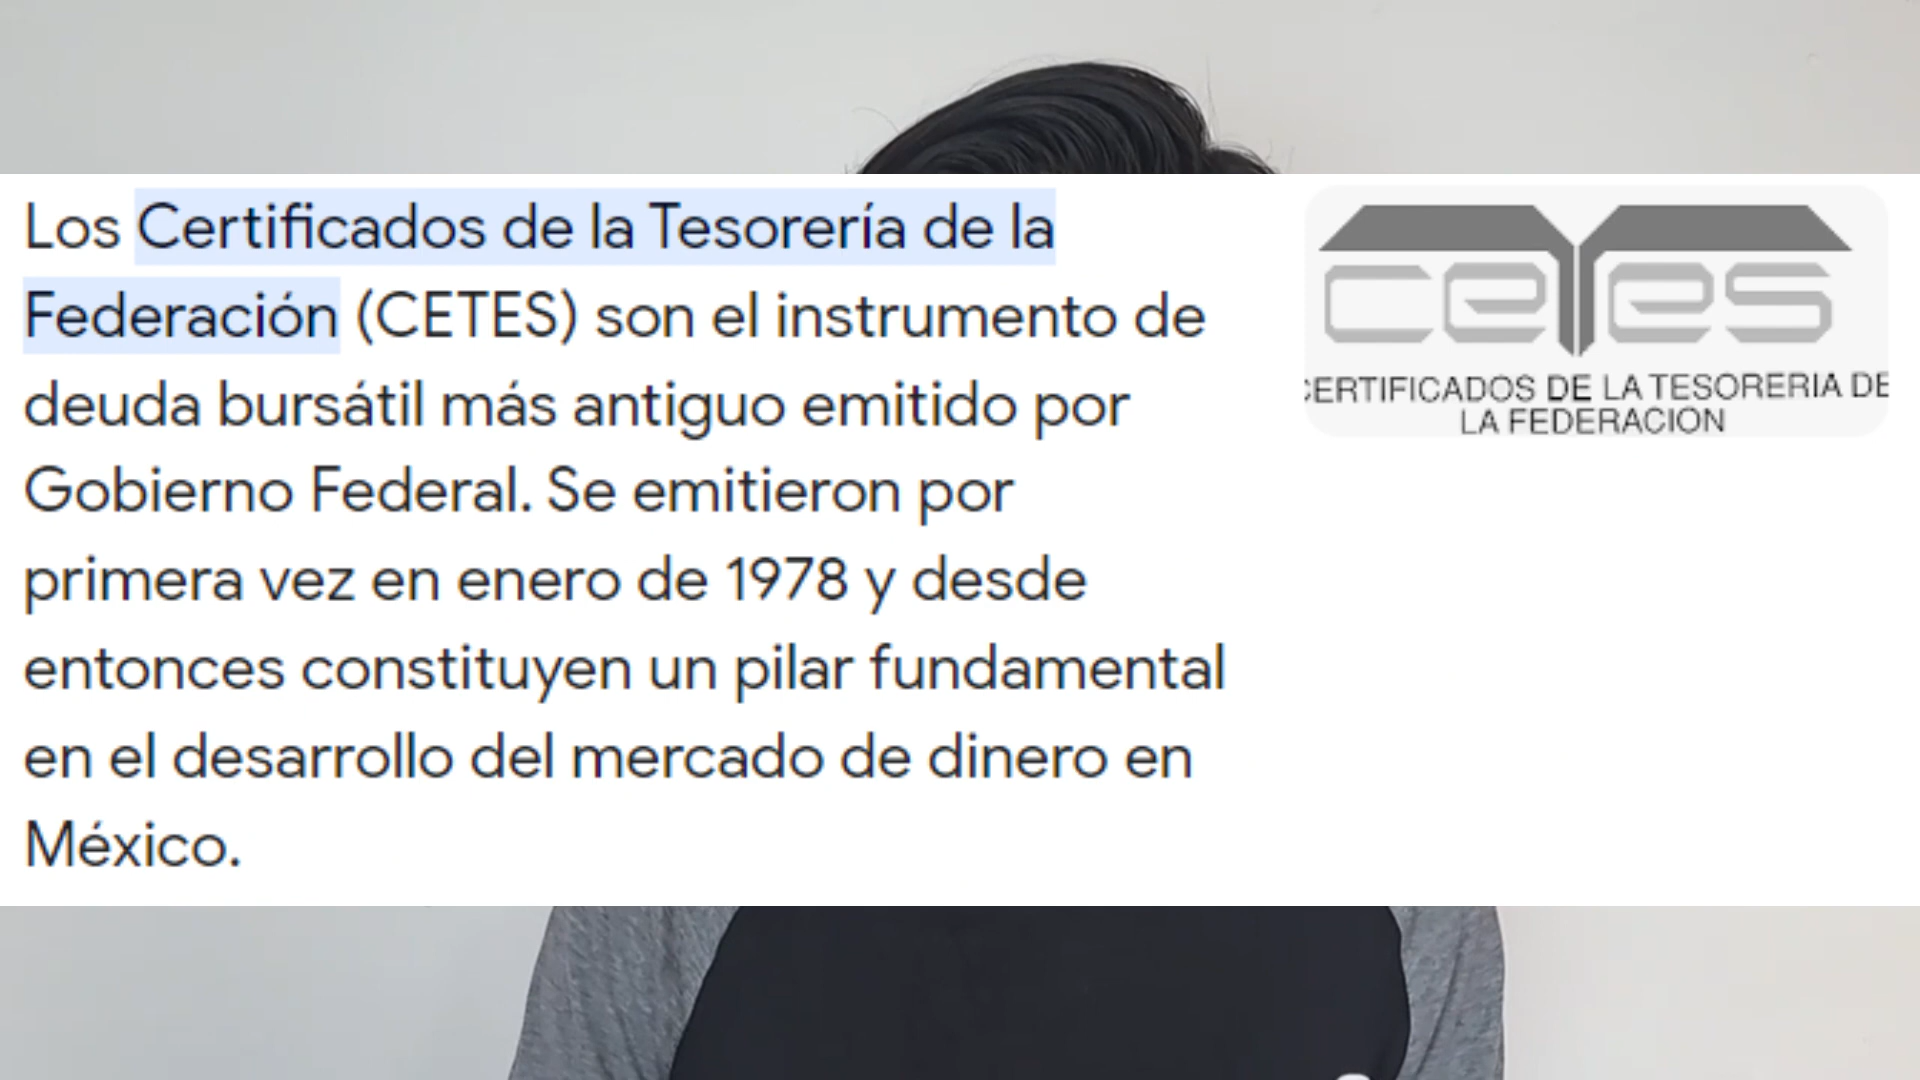 Los Certificados de la Tesorería de la
Federación (CETES) son el instrumento de
deuda bursátil más antiguo emitido por
Gobierno Federal. Se emitieron por
primera vez en enero de 1978 y desde
entonces constituyen un pilar fundamental
en el desarrollo del mercado de dinero en
México.
ceTes
CERTIFICADOS DE LA TESORERIA DE
LA FEDERACION